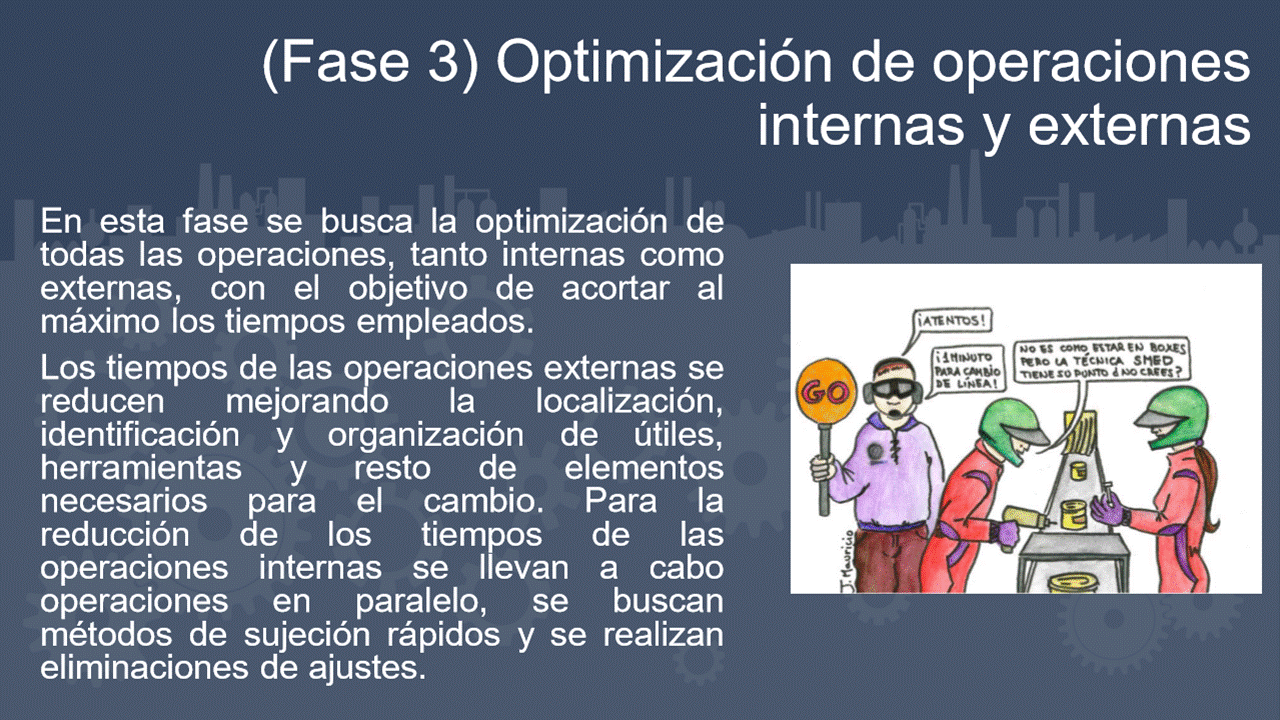 (Fase 3) Optimización de operaciones
internas y externas
En esta fase se busca la optimización de
todas las operaciones, tanto internas como
externas, con el objetivo de acortar al
máximo los tiempos empleados.
Los tiempos de las operaciones externas se
reducen mejorando la localización,
identificación y organización de útiles,
herramientas y resto de elementos
necesarios para el cambio. Para la
reducción de los tiempos de las
operaciones internas se llevan a cabo
operaciones en paralelo, se buscan
métodos de sujeción rápidos y se realizan
eliminaciones de ajustes.
¡ATENTOS!
¡1 MINUTO
PARA CAMBIO
DE LÍNEA!
NO ES COMO ESTAR EN BOXES
PERO LA TÉCNICA SMED
TIENE SO PUNTO ¿NO CREES?
GO
J. Mauricio